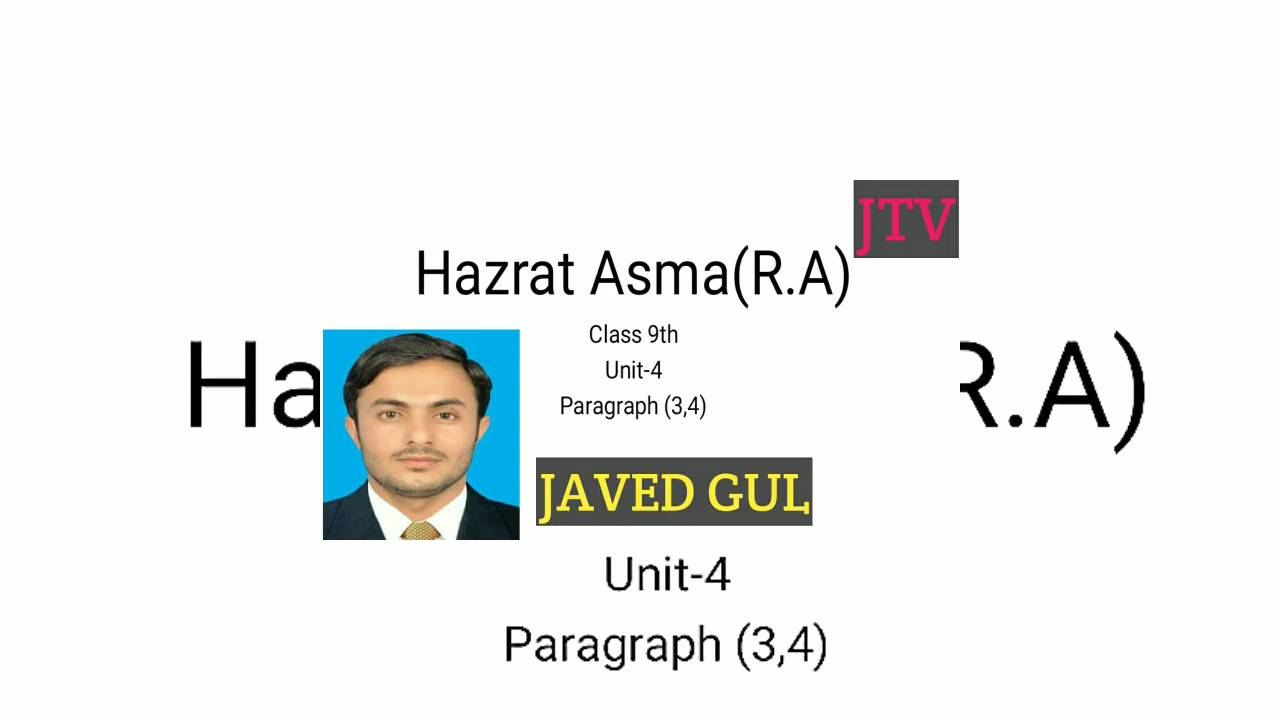 JTV
Hazrat Asma(R.A)
Class 9th
Unit-4
Paragraph (3,4)
Ha R.A)
JAVED GUL
Unit-4
Paragraph (3,4)